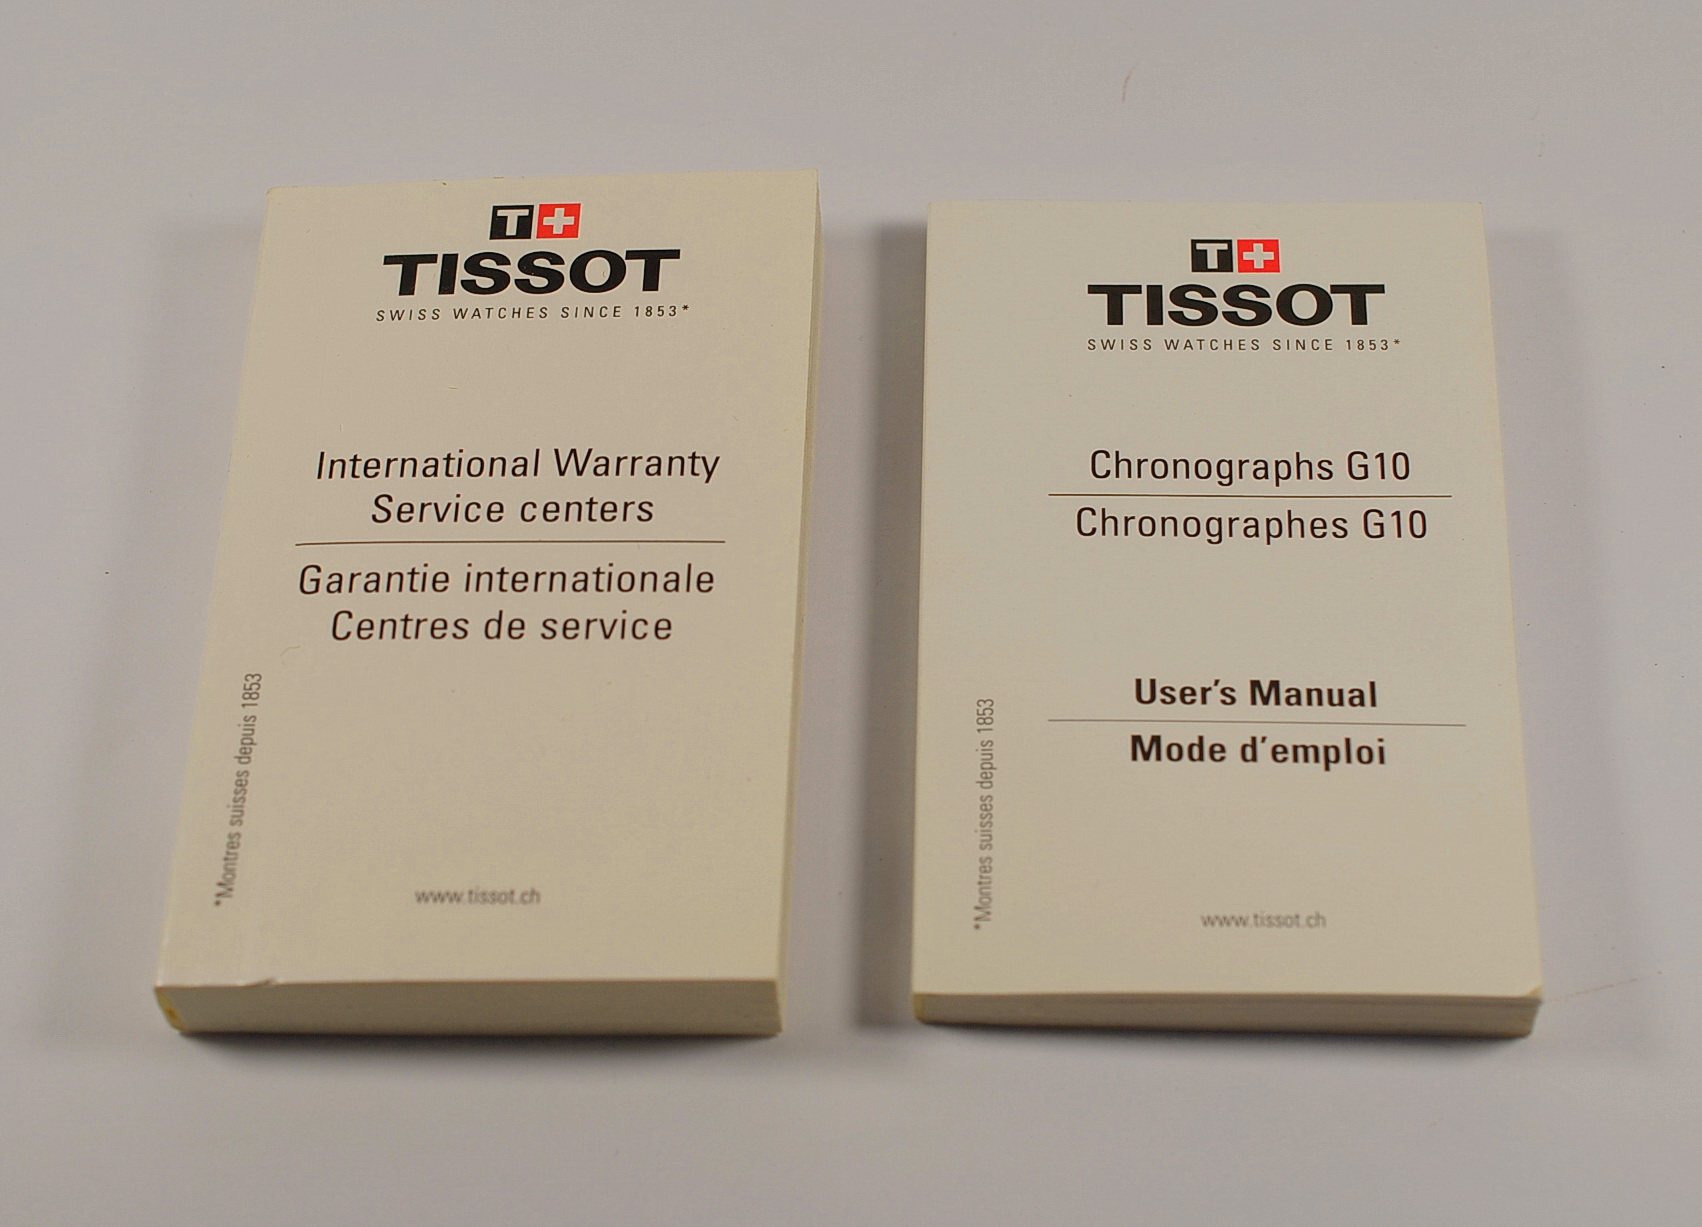 T+
TISSOT
SWISS WATCHES SINCE 1853*
International Warranty
Service centers
Garantie internationale
Centres de service
*Montres suisses depuis 1853
www.tissot.ch
T+
TISSOT
SWISS WATCHES SINCE 1853*
Chronographs G10
Chronographes G10
User's Manual
Mode d'emploi
*Montres suisses depuis 1853
www.tissot.ch